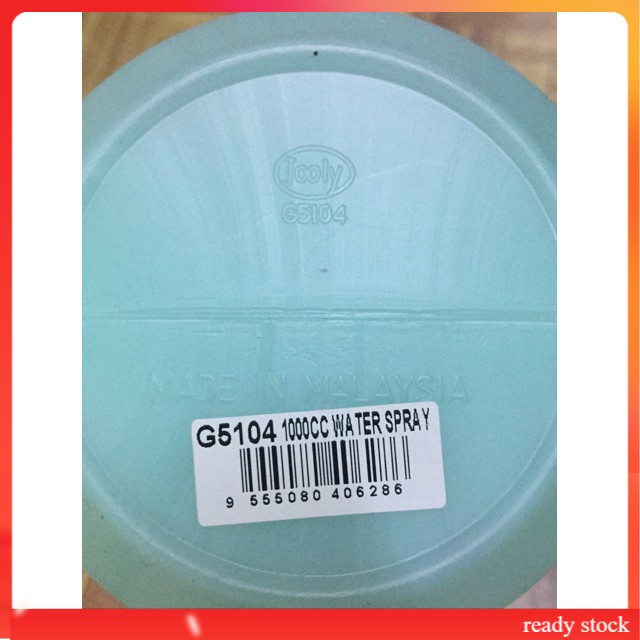 Jooly
G5104
MADE IN MALAYSIA
G5104 1000CC WATER SPRAY
9 555080 406286
ready stock